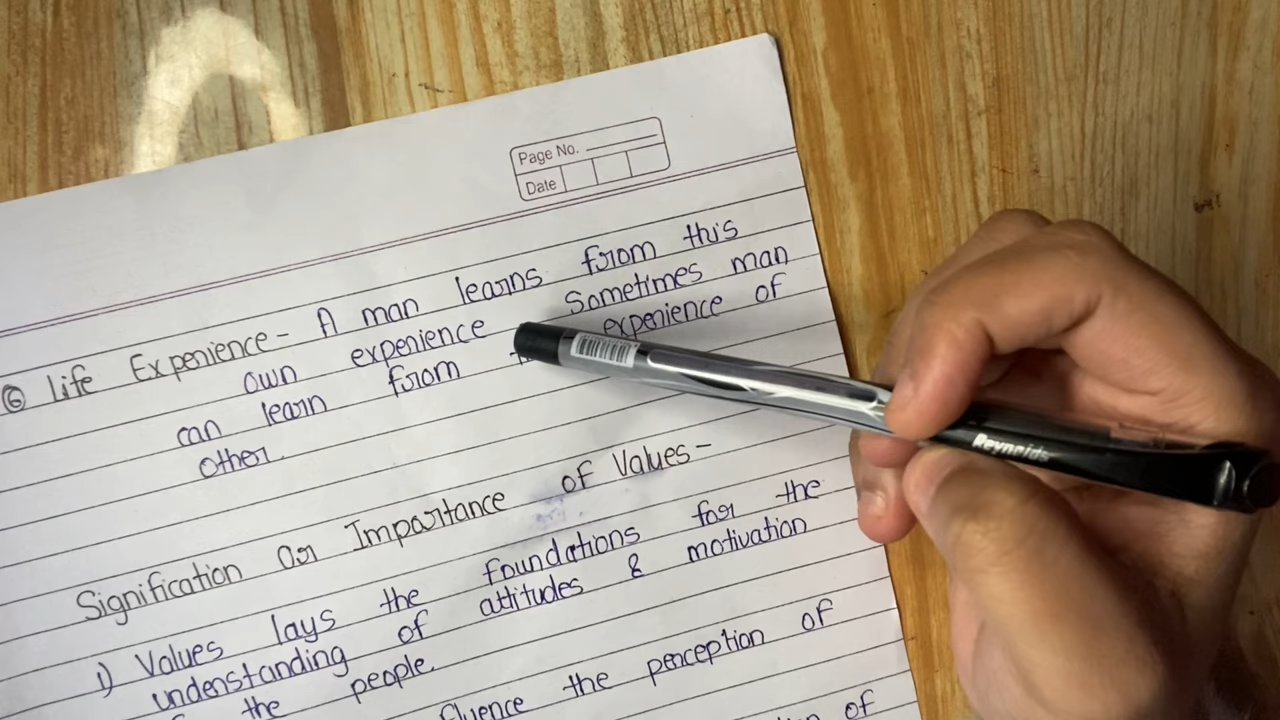 Page No.
Date
⑥ life Experience - A man learns from this
own experience Sometimes man
can learn from experience of
other
Signification Or Importance of Values -
1) Values lays the foundations for the
understanding of attitudes & motivation
the people.
the perception of
of
Reynolds